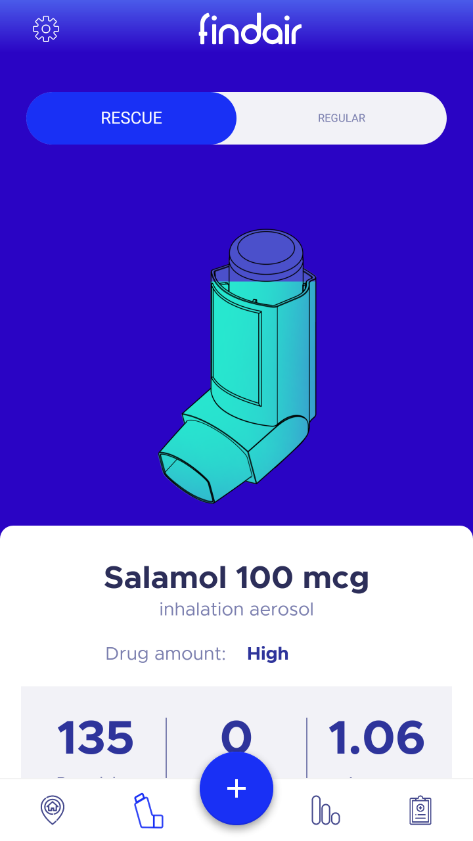 findair
RESCUE
REGULAR
Salamol 100 mcg
inhalation aerosol
Drug amount: High
135
0
1.06
+